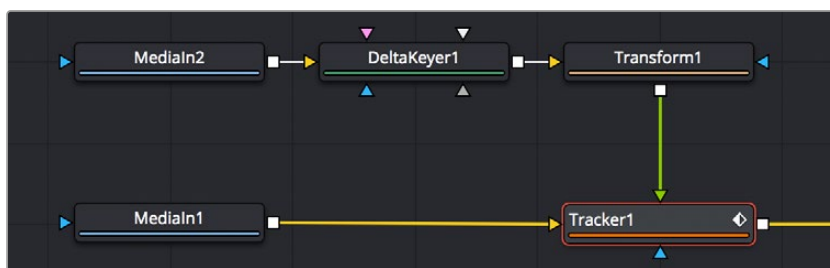 MediaIn2
DeltaKeyer1
Transform1
MediaIn1
Tracker1